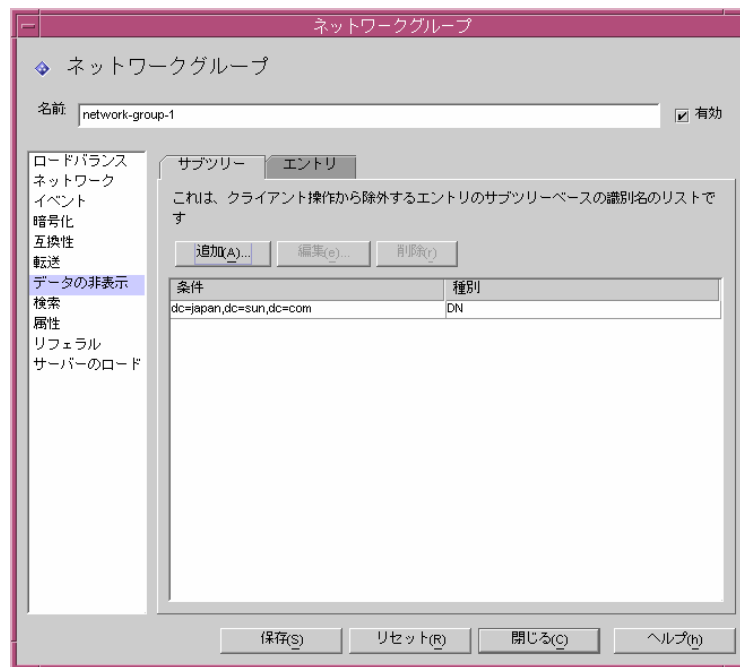 ネットワークグループ
ネットワークグループ
名前: network-group-1 有効
ロードバランス
ネットワーク
イベント
暗号化
互換性
転送
データの非表示
検索
属性
リフェラル
サーバーのロード
サブツリー エントリ
これは、クライアント操作から除外するエントリのサブツリーベースの識別名のリストで
す
追加(A)... 編集(e)... 削除(r)
条件 種別
dc=japan,dc=sun,dc=com DN
保存(S) リセット(R) 閉じる(C) ヘルプ(h)